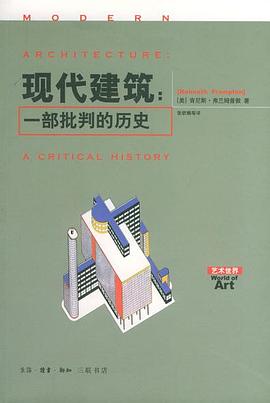 MODERN
ARCHITECTURE:
现代建筑:
[Kenneth Frampton]
[美] 肯尼斯·弗兰姆普敦 著
张钦楠等译
一部批判的历史
A CRITICAL HISTORY
艺术世界
World of
Art
生活·讀書·新知 三联书店